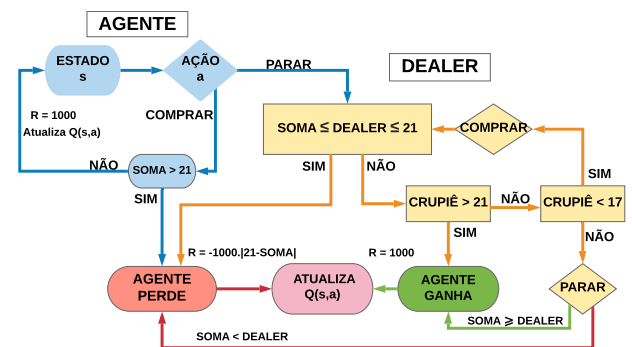 AGENTE
DEALER
ESTADO
s
AÇÃO
a
PARAR
R = 1000
Atualiza Q(s,a)
COMPRAR
SOMA ≤ DEALER ≤ 21
COMPRAR
NÃO
SOMA > 21
SIM
SIM
NÃO
SIM
CRUPIÊ > 21
NÃO
CRUPIÊ < 17
SIM
NÃO
R = -1000.|21-SOMA|
R = 1000
AGENTE
PERDE
ATUALIZA
Q(s,a)
AGENTE
GANHA
PARAR
SOMA ⩾ DEALER
SOMA < DEALER